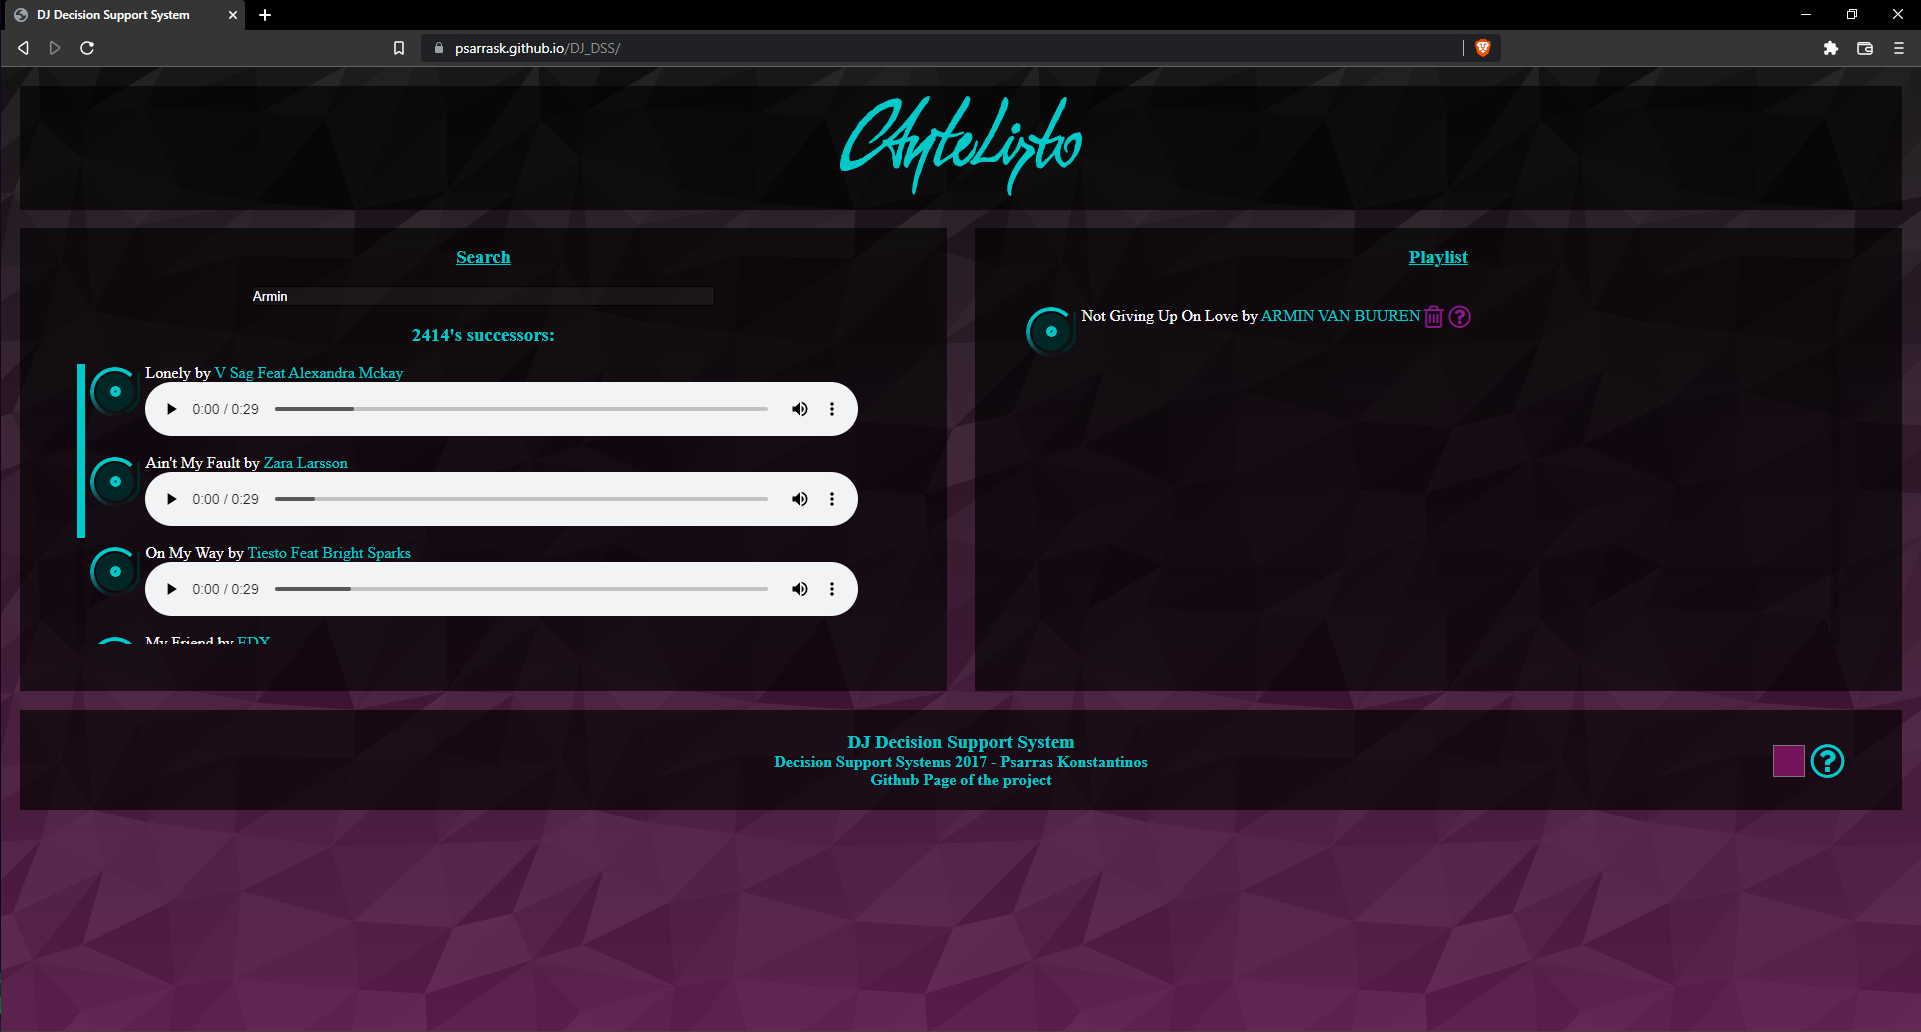 DJ Decision Support System
psarrask.github.io/DJ_DSS/
CAnteListo
Search
Armin
2414's successors:
Lonely by V Sag Feat Alexandra Mckay
0:00 / 0:29
Ain't My Fault by Zara Larsson
0:00 / 0:29
On My Way by Tiesto Feat Bright Sparks
0:00 / 0:29
My Friend by EDX
Playlist
Not Giving Up On Love by ARMIN VAN BUUREN
DJ Decision Support System
Decision Support Systems 2017 - Psarras Konstantinos
Github Page of the project